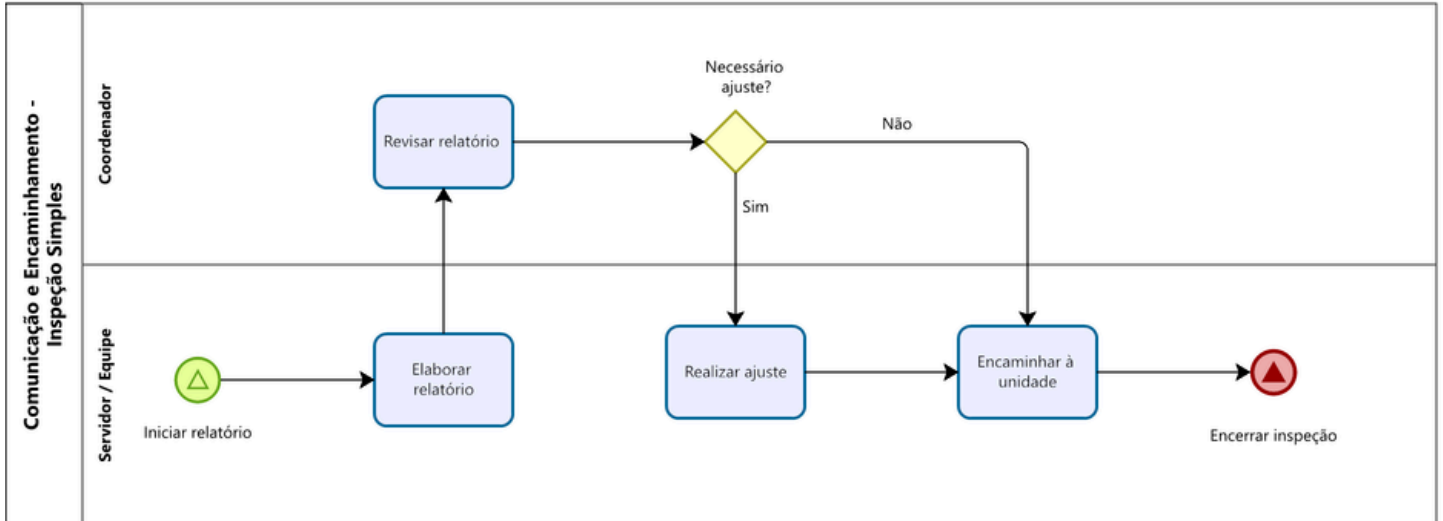 Comunicação e Encaminhamento -
Inspeção Simples
Coordenador
Necessário
ajuste?
Revisar relatório
Não
Sim
Servidor / Equipe
Iniciar relatório
Elaborar
relatório
Realizar ajuste
Encaminhar à
unidade
Encerrar inspeção